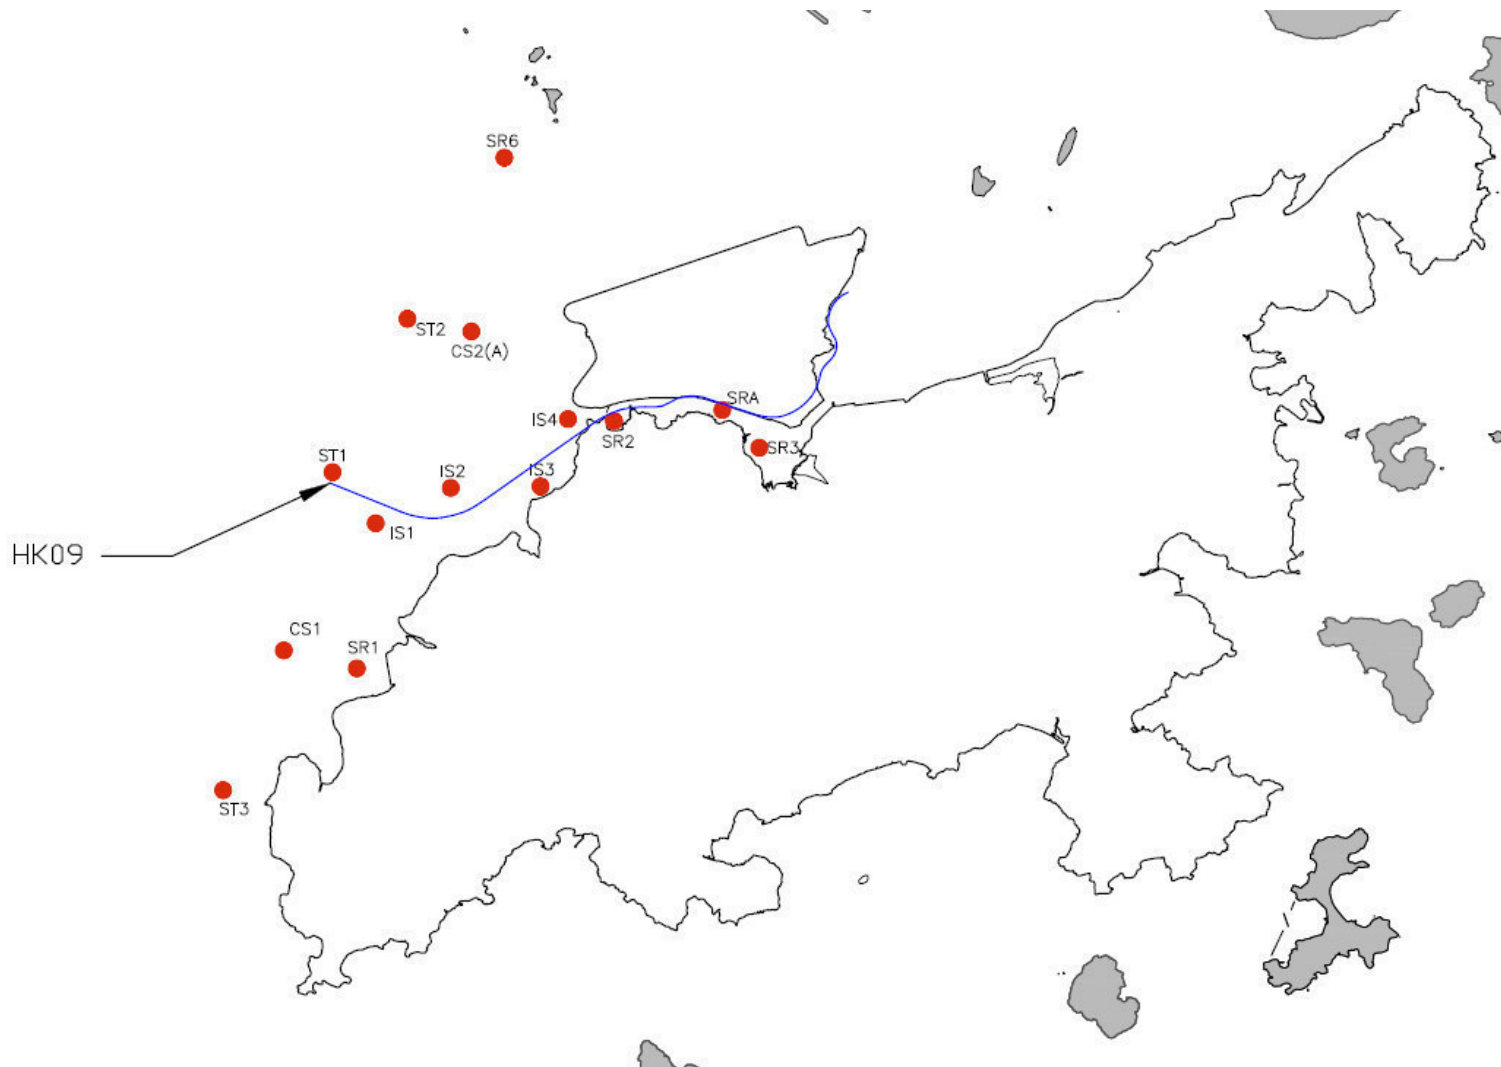 SR6
ST2
CS2(A)
SRA
IS4
SR2
SR3
ST1
IS2
IS3
IS1
HK09
CS1
SR1
ST3